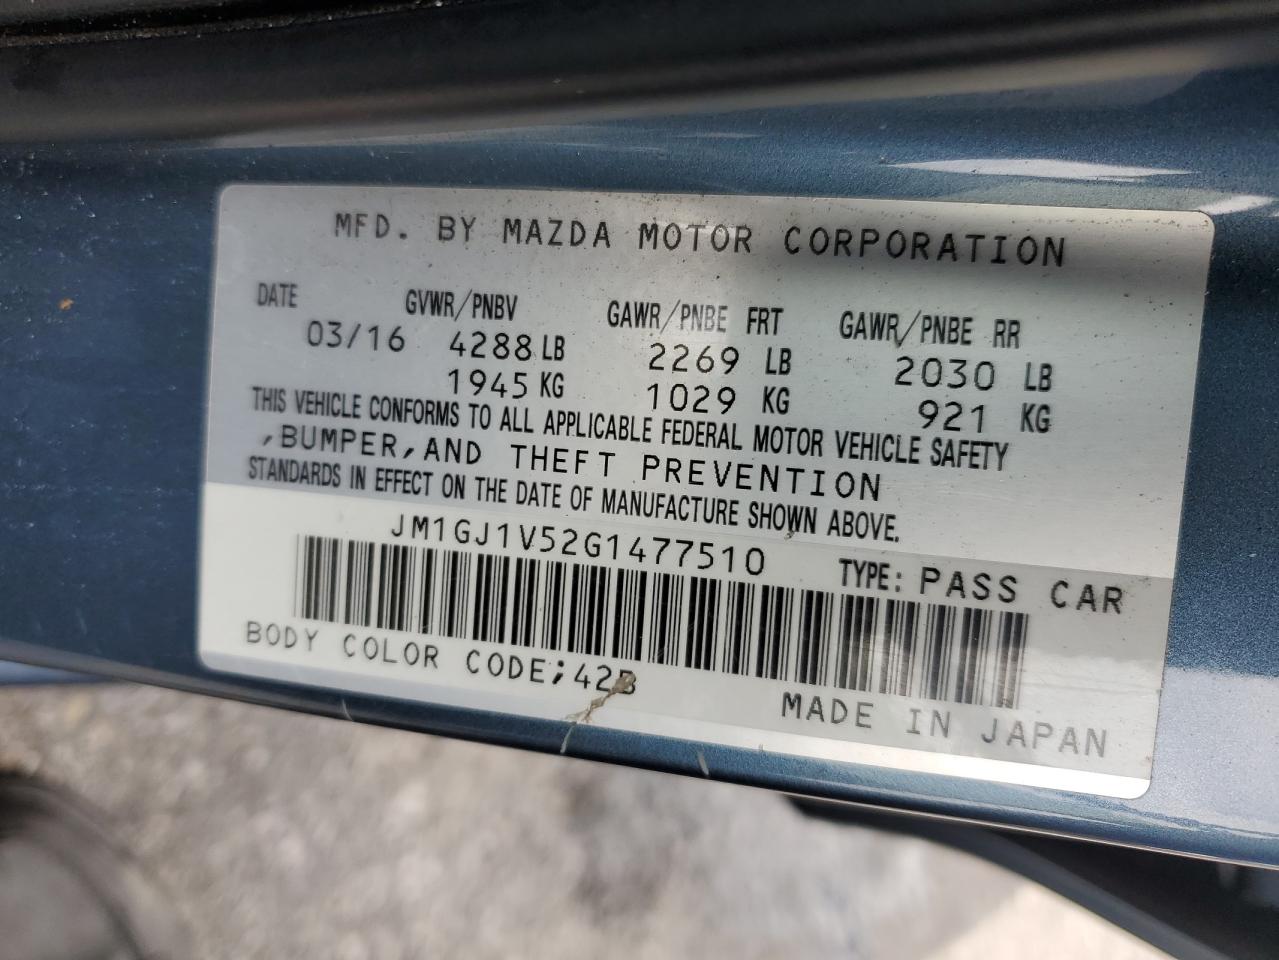 MFD. BY MAZDA MOTOR CORPORATION
DATE GVWR/PNBV GAWR/PNBE FRT GAWR/PNBE RR
03/16 4288 LB 2269 LB 2030 LB
1945 KG 1029 KG 921 KG
THIS VEHICLE CONFORMS TO ALL APPLICABLE FEDERAL MOTOR VEHICLE SAFETY
,BUMPER,AND THEFT PREVENTION
STANDARDS IN EFFECT ON THE DATE OF MANUFACTURE SHOWN ABOVE.
JM1GJ1V52G1477510 TYPE: PASS CAR
BODY COLOR CODE;42B
MADE IN JAPAN